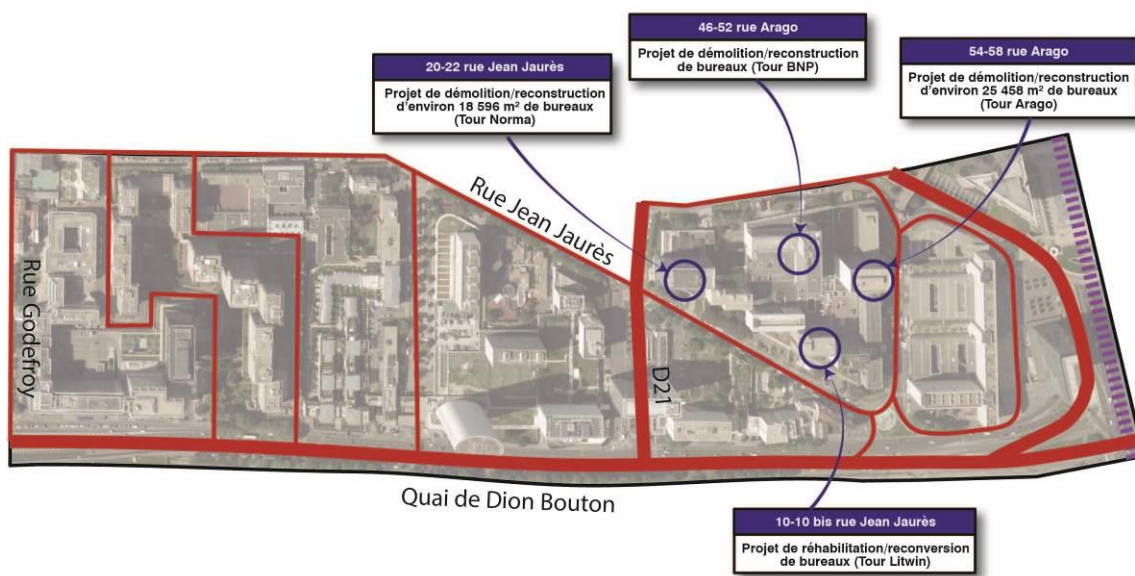 46-52 rue Arago
Projet de démolition/reconstruction
de bureaux (Tour BNP)
54-58 rue Arago
Projet de démolition/reconstruction
d'environ 25 458 m² de bureaux
(Tour Arago)
20-22 rue Jean Jaurès
Projet de démolition/reconstruction
d'environ 18 596 m² de bureaux
(Tour Norma)
Rue Jean Jaurès
Rue Godefroy
D21
Quai de Dion Bouton
10-10 bis rue Jean Jaurès
Projet de réhabilitation/reconversion
de bureaux (Tour Litwin)